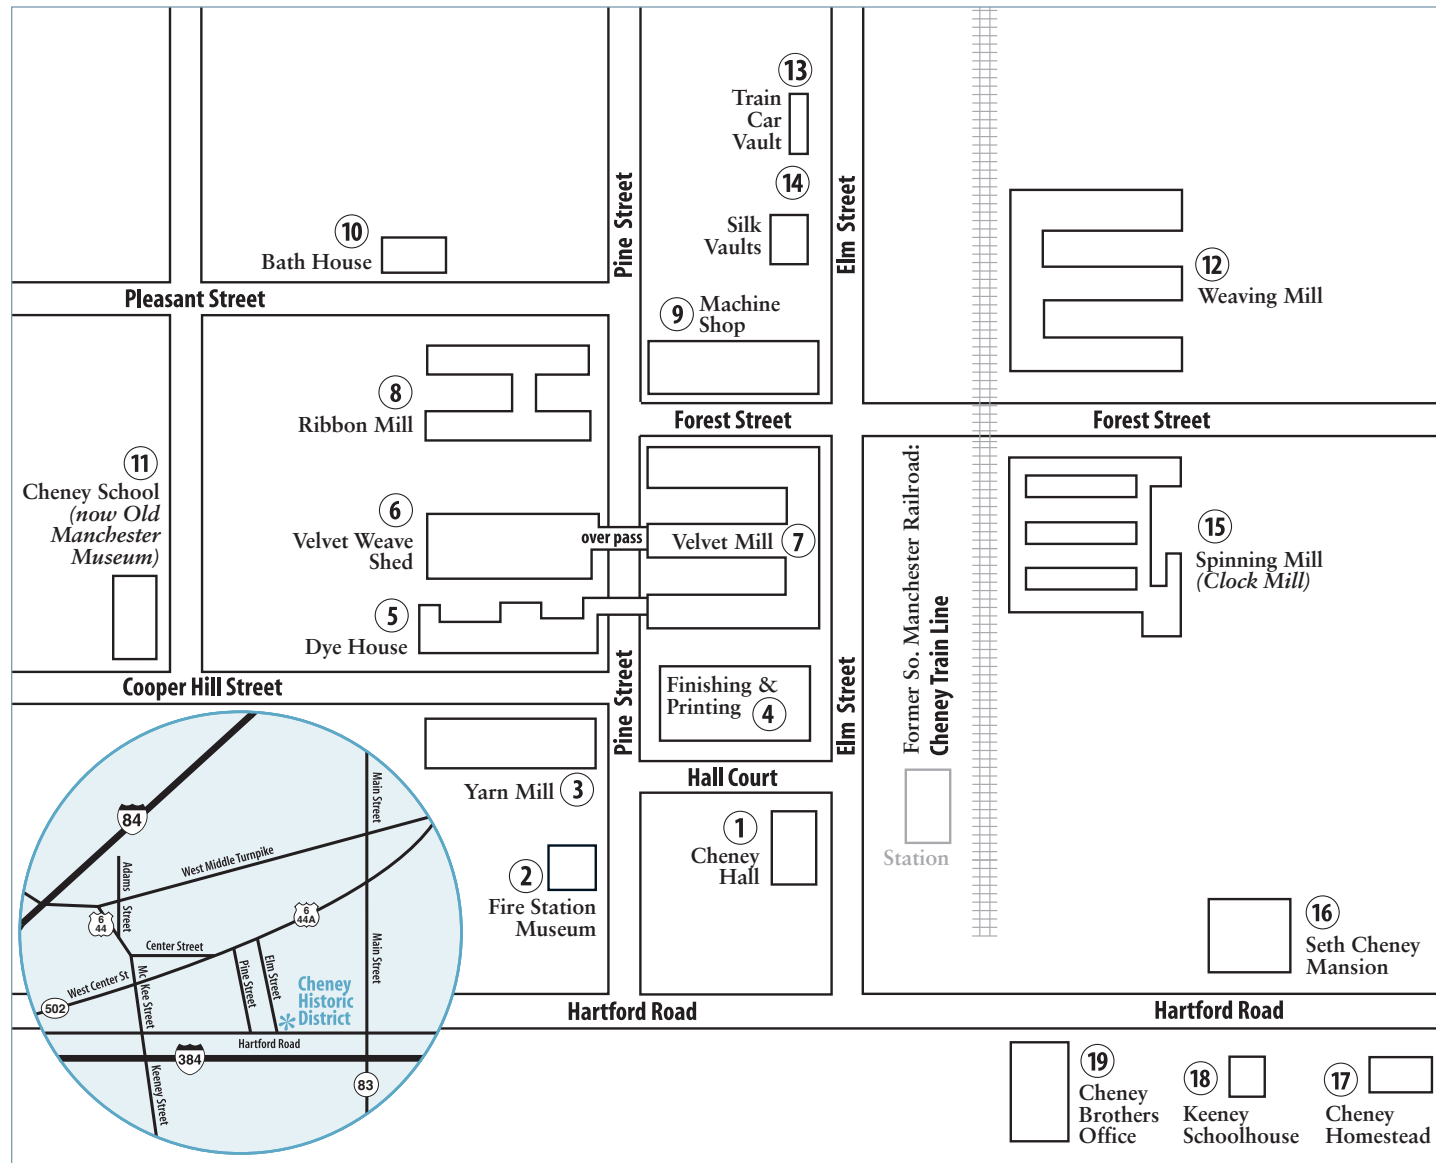 13
Train
Car
Vault
14
Silk
Vaults
Pine Street
Elm Street
10
Bath House
Pleasant Street
12
Weaving Mill
9
Machine
Shop
8
Ribbon Mill
Forest Street
Forest Street
11
Cheney School
(now Old
Manchester
Museum)
6
Velvet Weave
Shed
over pass
Velvet Mill
7
15
Spinning Mill
(Clock Mill)
5
Dye House
Former So. Manchester Railroad:
Cheney Train Line
Cooper Hill Street
Pine Street
Finishing &
Printing
4
Elm Street
Hall Court
Yarn Mill
3
1
Cheney
Hall
Station
2
Fire Station
Museum
16
Seth Cheney
Mansion
Hartford Road
Hartford Road
19
Cheney
Brothers
Office
18
Keeney
Schoolhouse
17
Cheney
Homestead
84
Main Street
West Middle Turnpike
Adams Street
6
44
6
44A
Center Street
West Center St
Mc Kee Street
Pine Street
Elm Street
Main Street
502
Cheney
Historic
District
Hartford Road
384
Keeney Street
83